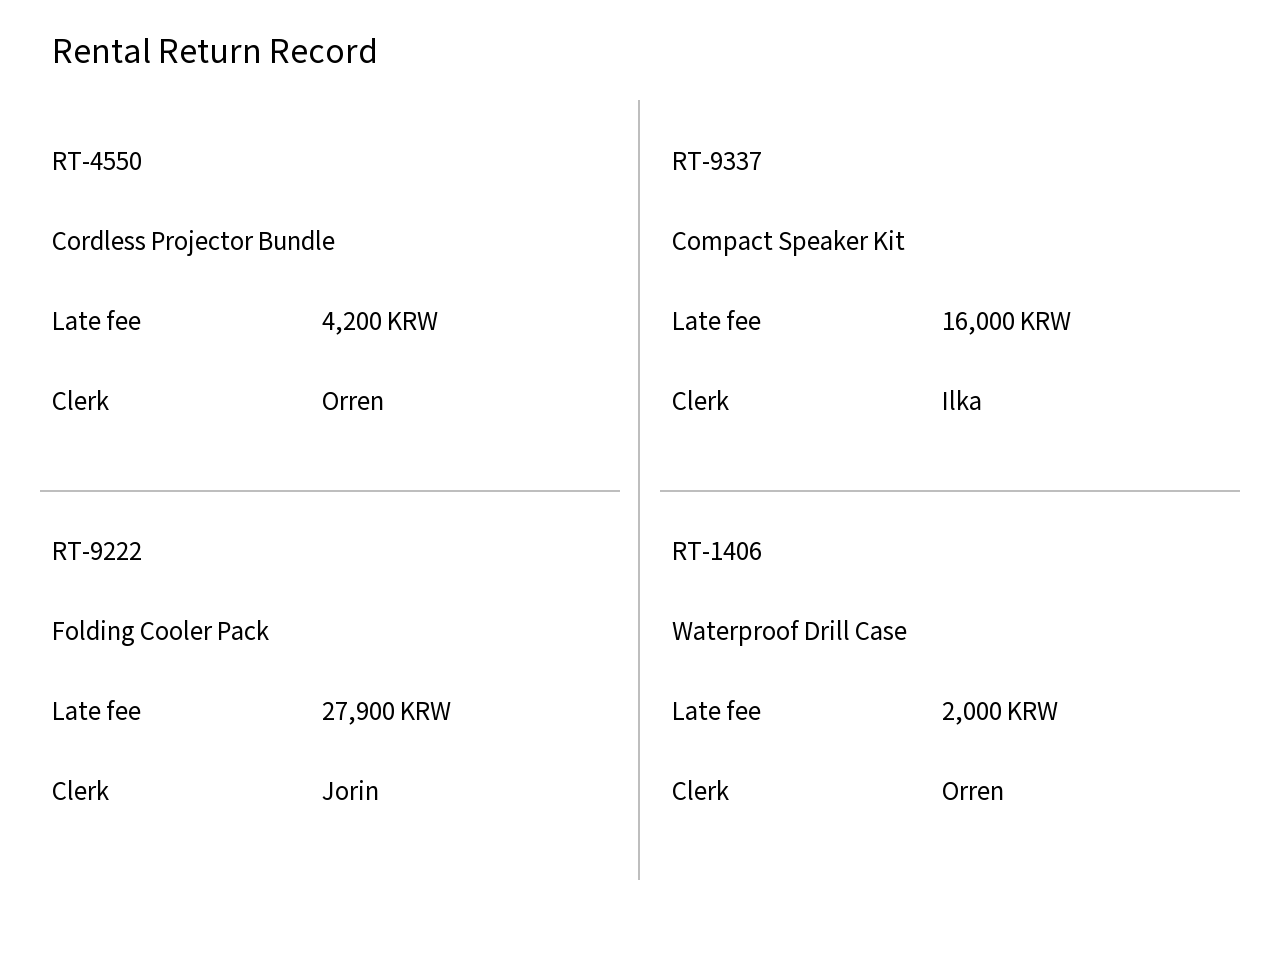 Rental Return Record
RT-4550
Cordless Projector Bundle
Late fee 4,200 KRW
Clerk Orren
RT-9337
Compact Speaker Kit
Late fee 16,000 KRW
Clerk Ilka
RT-9222
Folding Cooler Pack
Late fee 27,900 KRW
Clerk Jorin
RT-1406
Waterproof Drill Case
Late fee 2,000 KRW
Clerk Orren